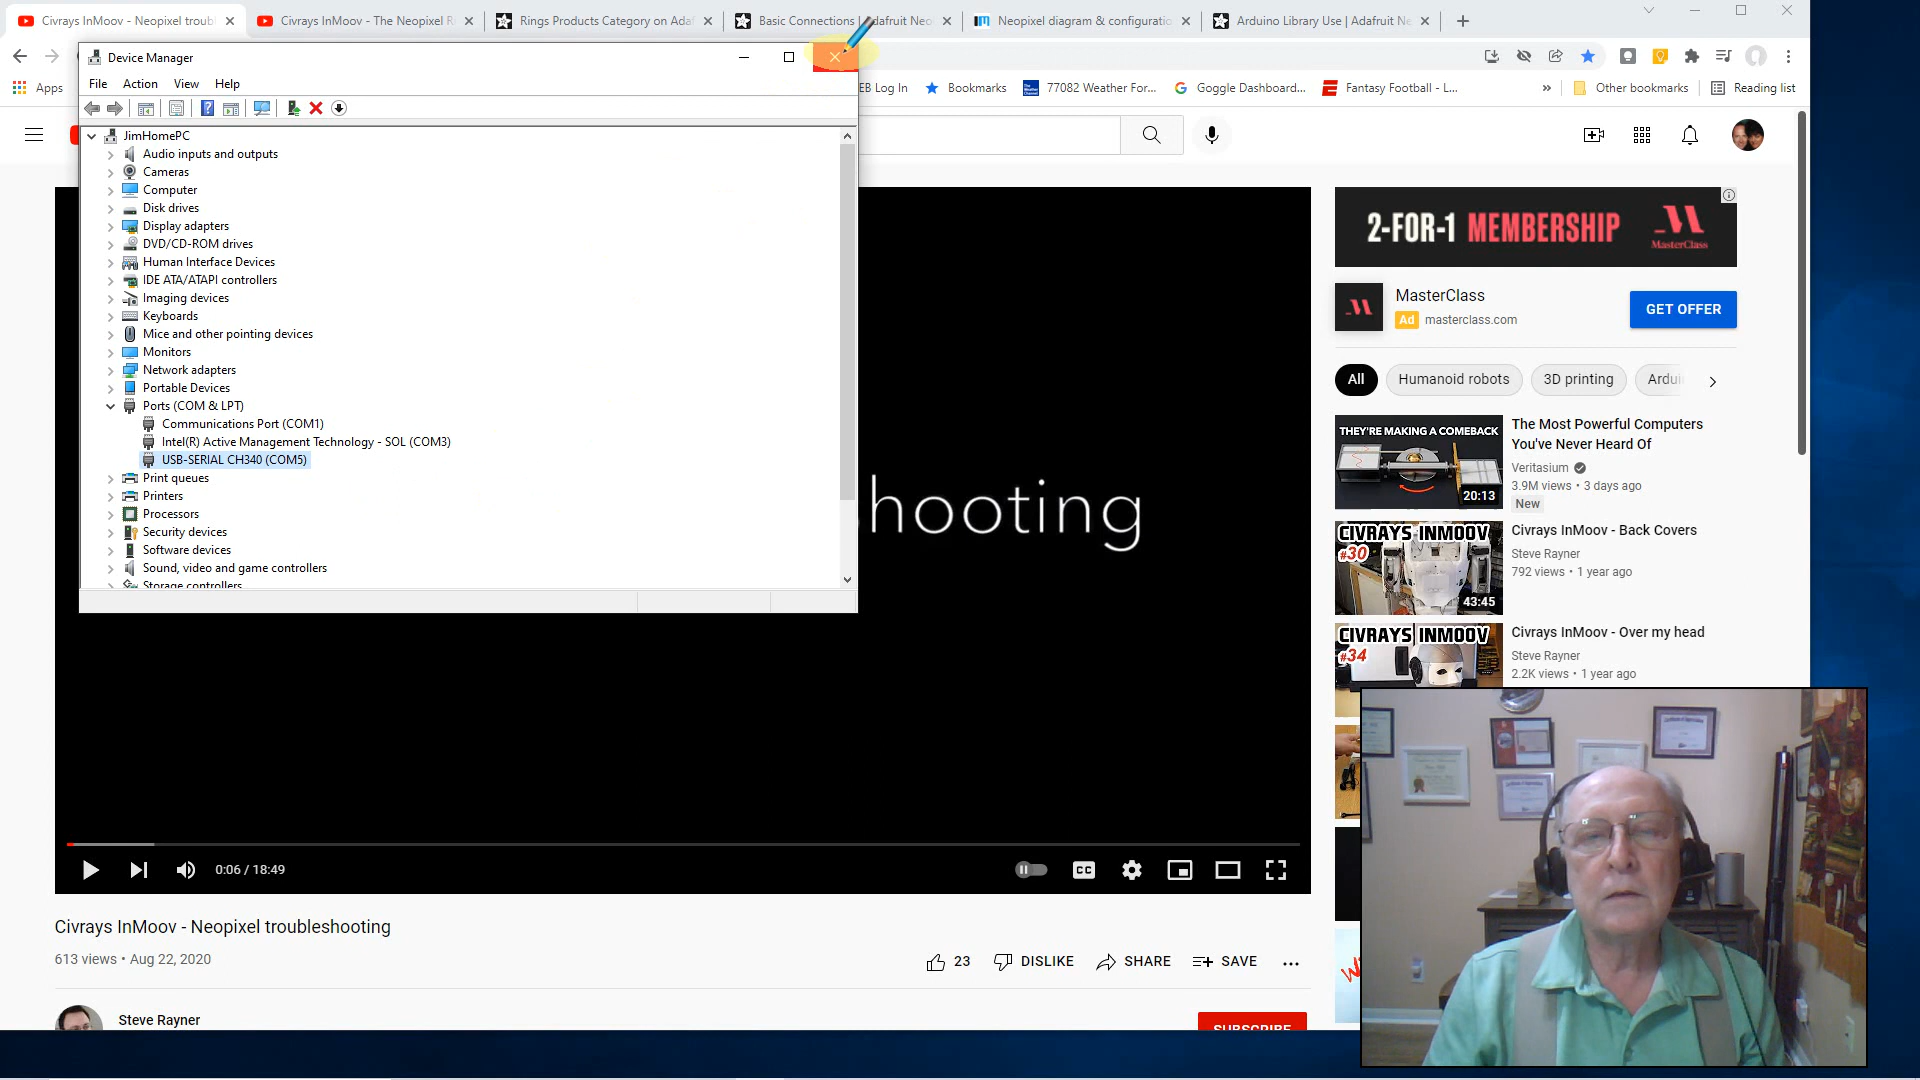 Civrays InMoov - Neopixel troubl
Civrays InMoov - The Neopixel R
Rings Products Category on Adaf
Basic Connections | Adafruit Neo
Neopixel diagram & configuratio
Arduino Library Use | Adafruit Ne
Device Manager
File Action View Help
Apps
EB Log In
Bookmarks
77082 Weather For...
Goggle Dashboard...
Fantasy Football - L...
»
Other bookmarks
Reading list
JimHomePC
Audio inputs and outputs
Cameras
Computer
Disk drives
Display adapters
DVD/CD-ROM drives
Human Interface Devices
IDE ATA/ATAPI controllers
Imaging devices
Keyboards
Mice and other pointing devices
Monitors
Network adapters
Portable Devices
Ports (COM & LPT)
Communications Port (COM1)
Intel(R) Active Management Technology - SOL (COM3)
USB-SERIAL CH340 (COM5)
Print queues
Printers
Processors
Security devices
Software devices
Sound, video and game controllers
Storage controllers
hooting
0:06 / 18:49
CC
Civrays InMoov - Neopixel troubleshooting
613 views • Aug 22, 2020
23
DISLIKE
SHARE
SAVE
Steve Rayner
SUBSCRIBE
2-FOR-1 MEMBERSHIP
MasterClass
MasterClass
Ad masterclass.com
GET OFFER
All
Humanoid robots
3D printing
Ardui
THEY'RE MAKING A COMEBACK
20:13
The Most Powerful Computers
You've Never Heard Of
Veritasium
3.9M views • 3 days ago
New
CIVRAYS INMOOV
#30
43:45
Civrays InMoov - Back Covers
Steve Rayner
792 views • 1 year ago
CIVRAYS INMOOV
#34
Civrays InMoov - Over my head
Steve Rayner
2.2K views • 1 year ago